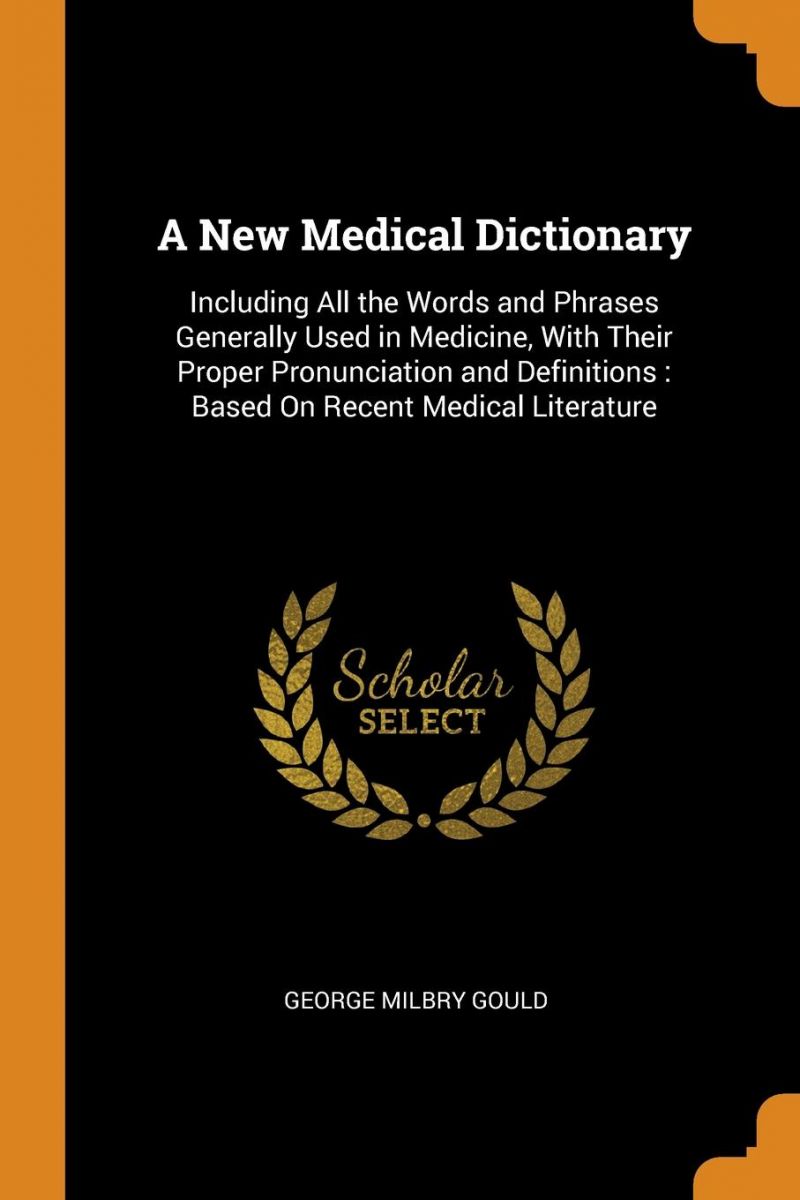 A New Medical Dictionary
Including All the Words and Phrases
Generally Used in Medicine, With Their
Proper Pronunciation and Definitions :
Based On Recent Medical Literature
Scholar
SELECT
GEORGE MILBRY GOULD